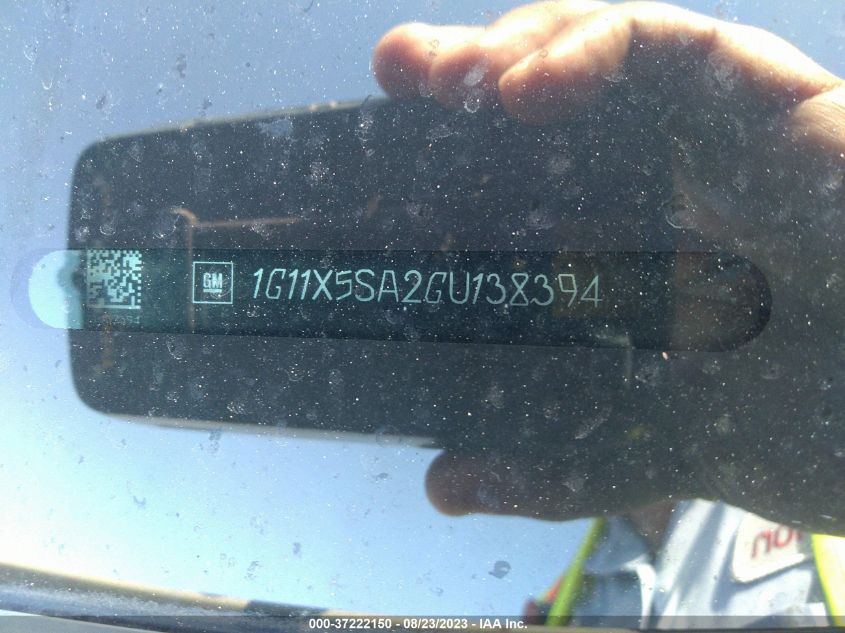 GM 1G11X5SA2GU138394
000-37222150 - 08/23/2023 - IAA Inc.